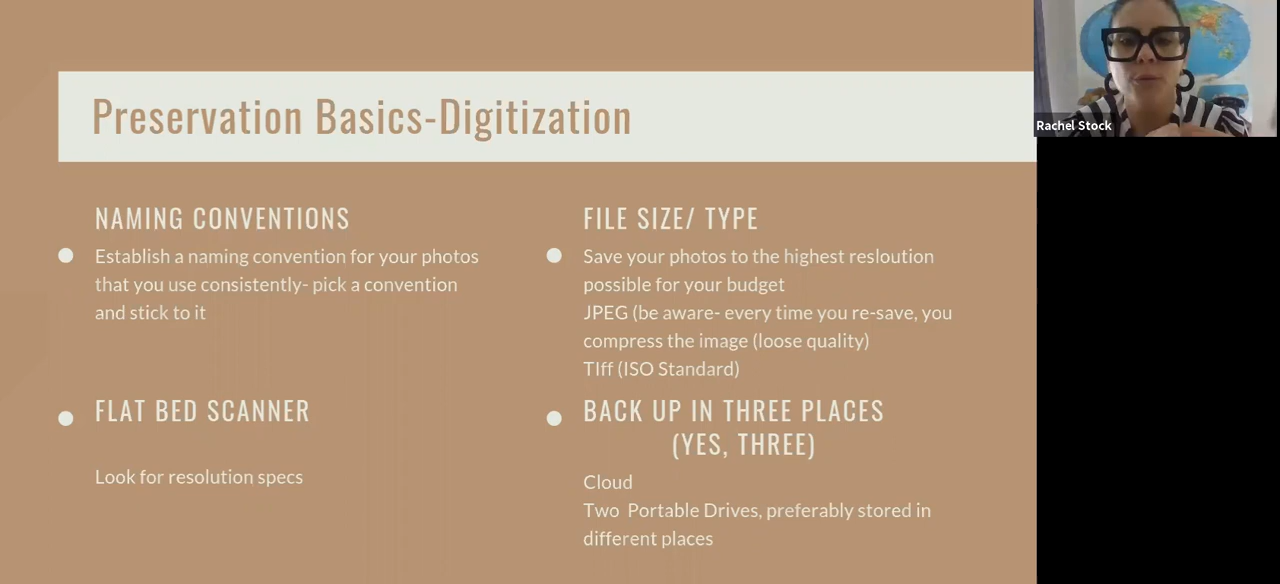 Preservation Basics-Digitization
Rachel Stock
NAMING CONVENTIONS
Establish a naming convention for your photos
that you use consistently- pick a convention
and stick to it
FILE SIZE/ TYPE
Save your photos to the highest resloution
possible for your budget
JPEG (be aware- every time you re-save, you
compress the image (loose quality)
TIff (ISO Standard)
FLAT BED SCANNER
Look for resolution specs
BACK UP IN THREE PLACES
(YES, THREE)
Cloud
Two Portable Drives, preferably stored in
different places